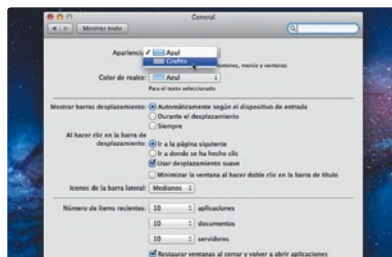 General
Mostrar todo
Apariencia: ✓ Azul
Grafito
botones, menús y ventanas
Color de realce: Azul
Para el texto seleccionado
Mostrar barras desplazamiento: Automáticamente según el dispositivo de entrada
Durante el desplazamiento
Siempre
Al hacer clic en la barra de
desplazamiento: Ir a la página siguiente
Ir a donde se ha hecho clic
Usar desplazamiento suave
Minimizar la ventana al hacer doble clic en la barra de título
Iconos de la barra lateral: Medianos
Número de ítems recientes: 10 aplicaciones
10 documentos
10 servidores
Restaurar ventanas al cerrar y volver a abrir aplicaciones